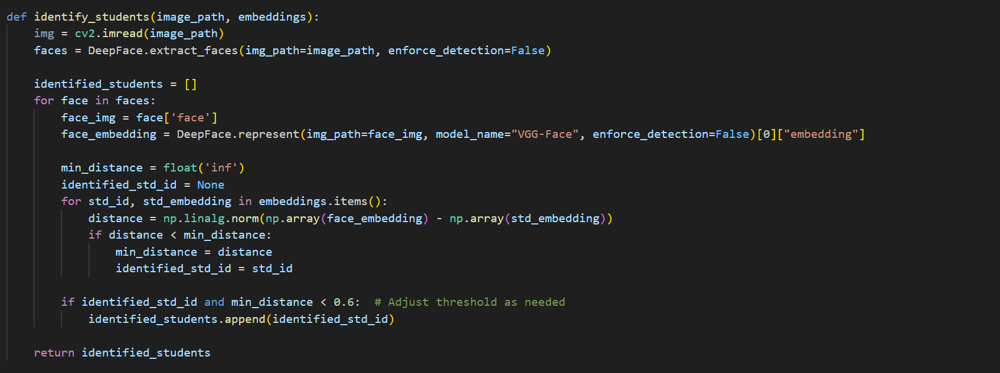 def identify_students(image_path, embeddings):
    img = cv2.imread(image_path)
    faces = DeepFace.extract_faces(img_path=image_path, enforce_detection=False)

    identified_students = []
    for face in faces:
        face_img = face['face']
        face_embedding = DeepFace.represent(img_path=face_img, model_name="VGG-Face", enforce_detection=False)[0]["embedding"]

        min_distance = float('inf')
        identified_std_id = None
        for std_id, std_embedding in embeddings.items():
            distance = np.linalg.norm(np.array(face_embedding) - np.array(std_embedding))
            if distance < min_distance:
                min_distance = distance
                identified_std_id = std_id

        if identified_std_id and min_distance < 0.6:  # Adjust threshold as needed
            identified_students.append(identified_std_id)

    return identified_students